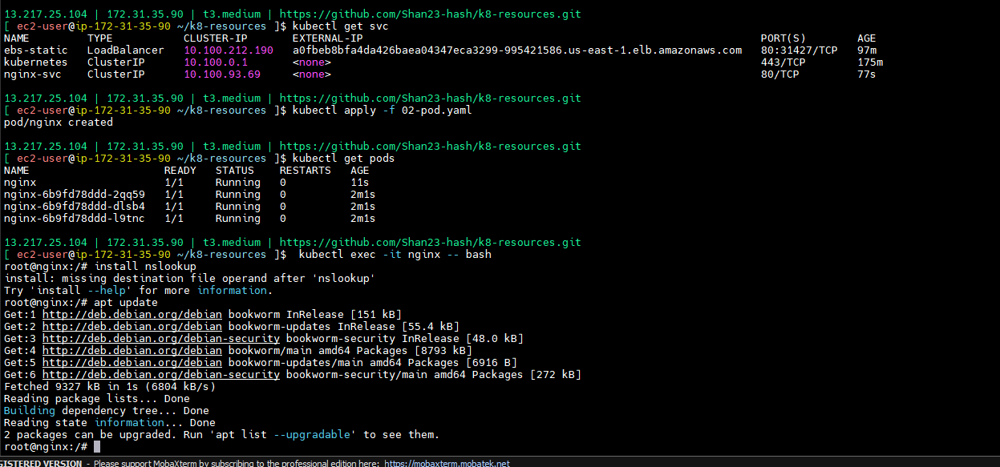 13.217.25.104 | 172.31.35.90 | t3.medium | https://github.com/Shan23-hash/k8-resources.git
[ ec2-user@ip-172-31-35-90 ~/k8-resources ]$ kubectl get svc
NAME TYPE CLUSTER-IP EXTERNAL-IP PORT(S) AGE
ebs-static LoadBalancer 10.100.212.190 a0fbeb8bfa4da426baea04347eca3299-995421586.us-east-1.elb.amazonaws.com 80:31427/TCP 97m
kubernetes ClusterIP 10.100.0.1 <none> 443/TCP 175m
nginx-svc ClusterIP 10.100.93.69 <none> 80/TCP 77s
13.217.25.104 | 172.31.35.90 | t3.medium | https://github.com/Shan23-hash/k8-resources.git
[ ec2-user@ip-172-31-35-90 ~/k8-resources ]$ kubectl apply -f 02-pod.yaml
pod/nginx created
13.217.25.104 | 172.31.35.90 | t3.medium | https://github.com/Shan23-hash/k8-resources.git
[ ec2-user@ip-172-31-35-90 ~/k8-resources ]$ kubectl get pods
NAME READY STATUS RESTARTS AGE
nginx 1/1 Running 0 11s
nginx-6b9fd78ddd-2qq59 1/1 Running 0 2m1s
nginx-6b9fd78ddd-dlsb4 1/1 Running 0 2m1s
nginx-6b9fd78ddd-l9tnc 1/1 Running 0 2m1s
13.217.25.104 | 172.31.35.90 | t3.medium | https://github.com/Shan23-hash/k8-resources.git
[ ec2-user@ip-172-31-35-90 ~/k8-resources ]$ kubectl exec -it nginx -- bash
root@nginx:/# install nslookup
install: missing destination file operand after 'nslookup'
Try 'install --help' for more information.
root@nginx:/# apt update
Get:1 http://deb.debian.org/debian bookworm InRelease [151 kB]
Get:2 http://deb.debian.org/debian bookworm-updates InRelease [55.4 kB]
Get:3 http://deb.debian.org/debian-security bookworm-security InRelease [48.0 kB]
Get:4 http://deb.debian.org/debian bookworm/main amd64 Packages [8793 kB]
Get:5 http://deb.debian.org/debian bookworm-updates/main amd64 Packages [6916 B]
Get:6 http://deb.debian.org/debian-security bookworm-security/main amd64 Packages [272 kB]
Fetched 9327 kB in 1s (6804 kB/s)
Reading package lists... Done
Building dependency tree... Done
Reading state information... Done
2 packages can be upgraded. Run 'apt list --upgradable' to see them.
root@nginx:/#
GISTERED VERSION - Please support MobaXterm by subscribing to the professional edition here: https://mobaxterm.mobatek.net